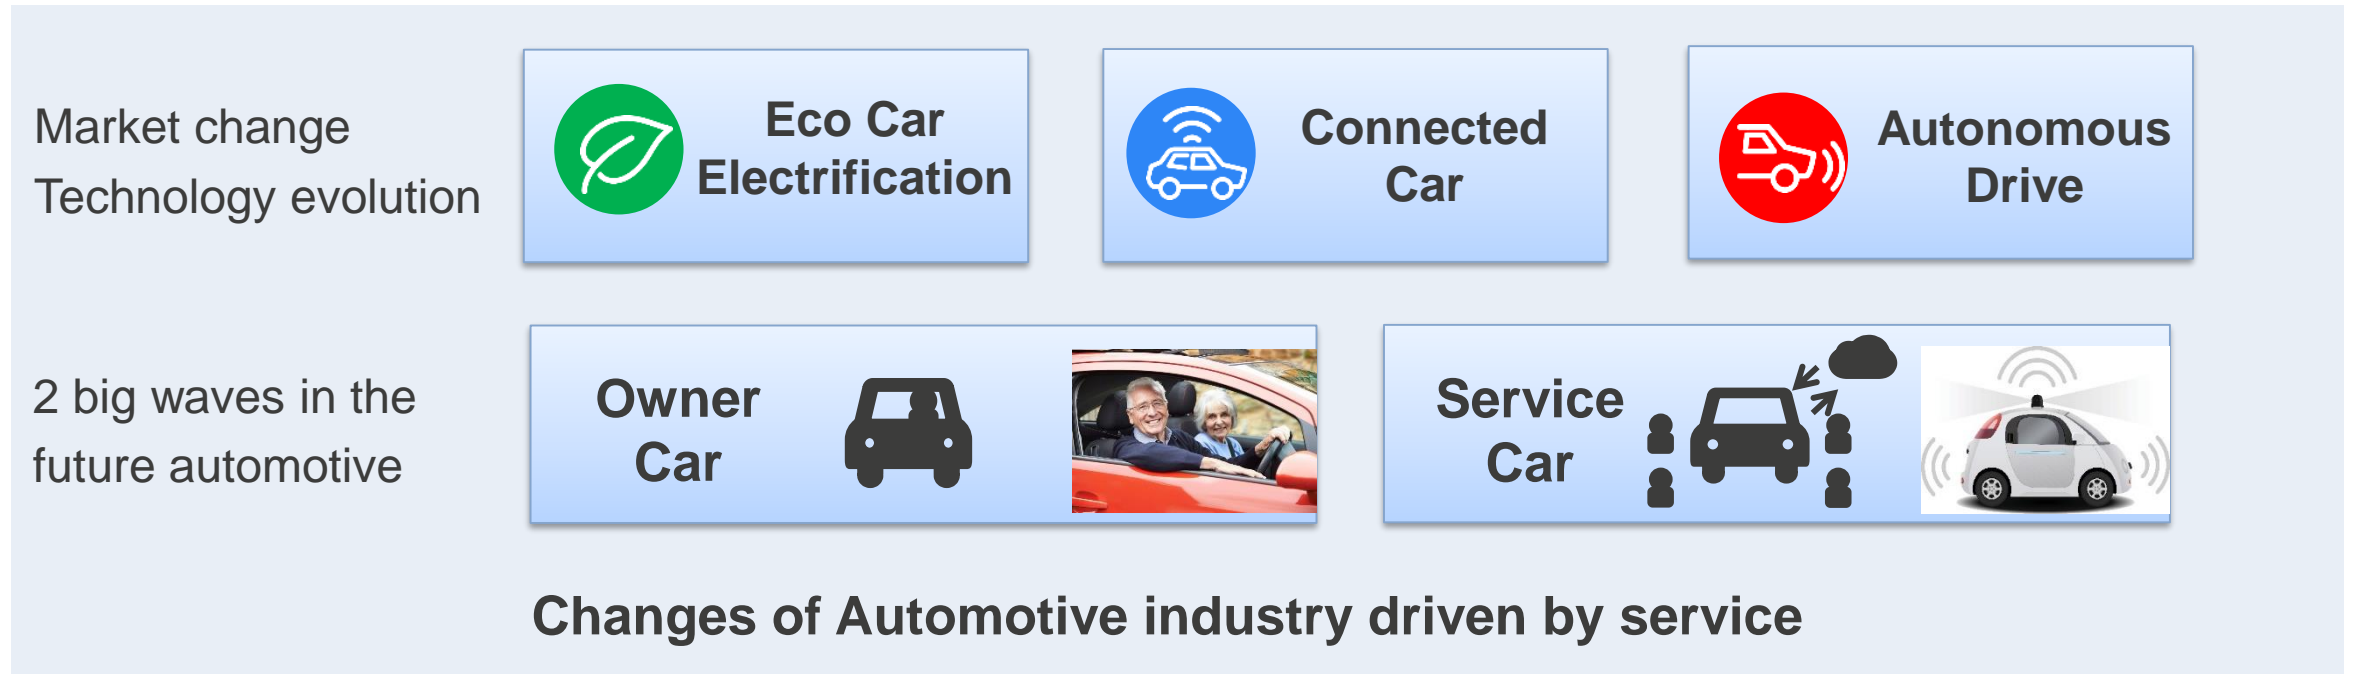 Market change
Technology evolution
Eco Car
Electrification
Connected
Car
Autonomous
Drive
2 big waves in the
future automotive
Owner
Car
Service
Car
Changes of Automotive industry driven by service